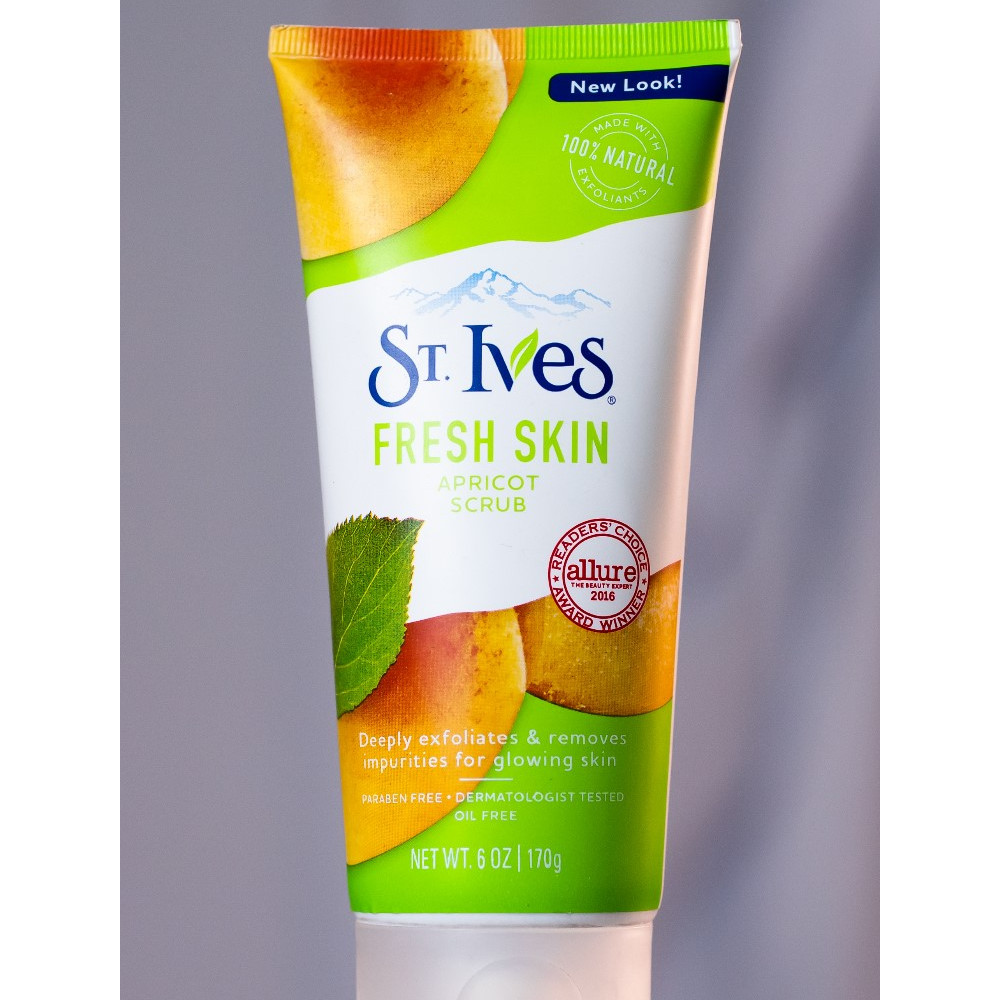 New Look!
MADE WITH
100% NATURAL
EXFOLIANTS
ST. IVES®
FRESH SKIN
APRICOT
SCRUB
READERS' CHOICE
allure
THE BEAUTY EXPERT
2016
AWARD WINNER
Deeply exfoliates & removes
impurities for glowing skin
PARABEN FREE • DERMATOLOGIST TESTED
OIL FREE
NET WT. 6 OZ | 170g